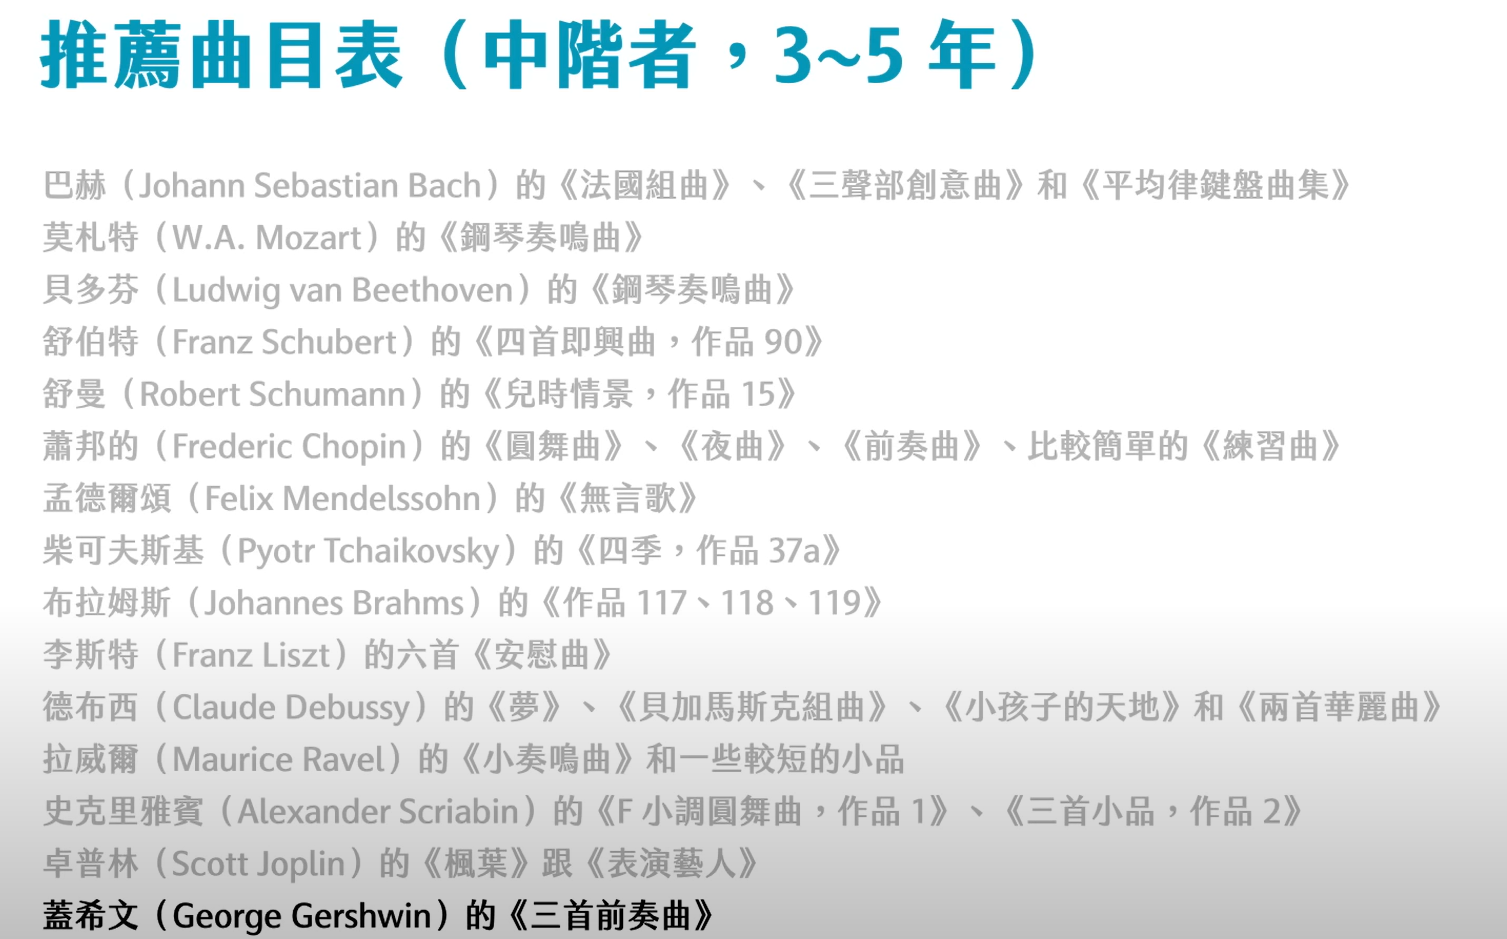 推薦曲目表（中階者，3~5 年）
巴赫（Johann Sebastian Bach）的《法國組曲》、《三聲部創意曲》和《平均律鍵盤曲集》
莫札特（W.A. Mozart）的《鋼琴奏鳴曲》
貝多芬（Ludwig van Beethoven）的《鋼琴奏鳴曲》
舒伯特（Franz Schubert）的《四首即興曲，作品 90》
舒曼（Robert Schumann）的《兒時情景，作品 15》
蕭邦的（Frederic Chopin）的《圓舞曲》、《夜曲》、《前奏曲》、比較簡單的《練習曲》
孟德爾頌（Felix Mendelssohn）的《無言歌》
柴可夫斯基（Pyotr Tchaikovsky）的《四季，作品 37a》
布拉姆斯（Johannes Brahms）的《作品 117、118、119》
李斯特（Franz Liszt）的六首《安慰曲》
德布西（Claude Debussy）的《夢》、《貝加馬斯克組曲》、《小孩子的天地》和《兩首華麗曲》
拉威爾（Maurice Ravel）的《小奏鳴曲》和一些較短的小品
史克里雅賓（Alexander Scriabin）的《F 小調圓舞曲，作品 1》、《三首小品，作品 2》
卓普林（Scott Joplin）的《楓葉》跟《表演藝人》
蓋希文（George Gershwin）的《三首前奏曲》